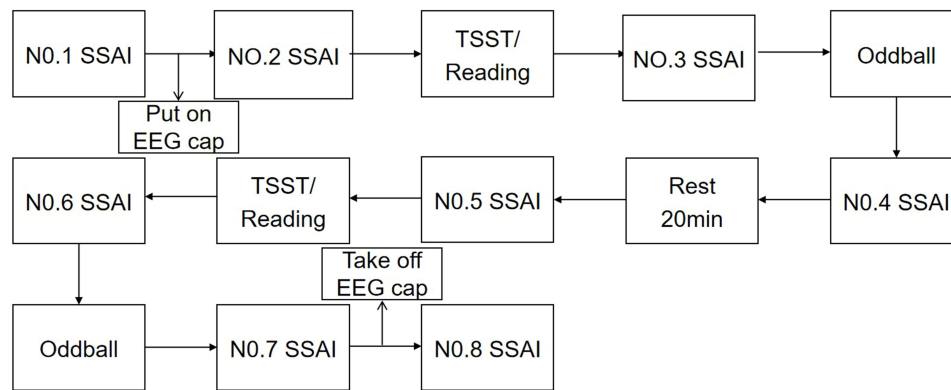 N0.1 SSAI
NO.2 SSAI
TSST/
Reading
NO.3 SSAI
Oddball
Put on
EEG cap
N0.6 SSAI
TSST/
Reading
N0.5 SSAI
Rest
20min
N0.4 SSAI
Take off
EEG cap
Oddball
N0.7 SSAI
N0.8 SSAI